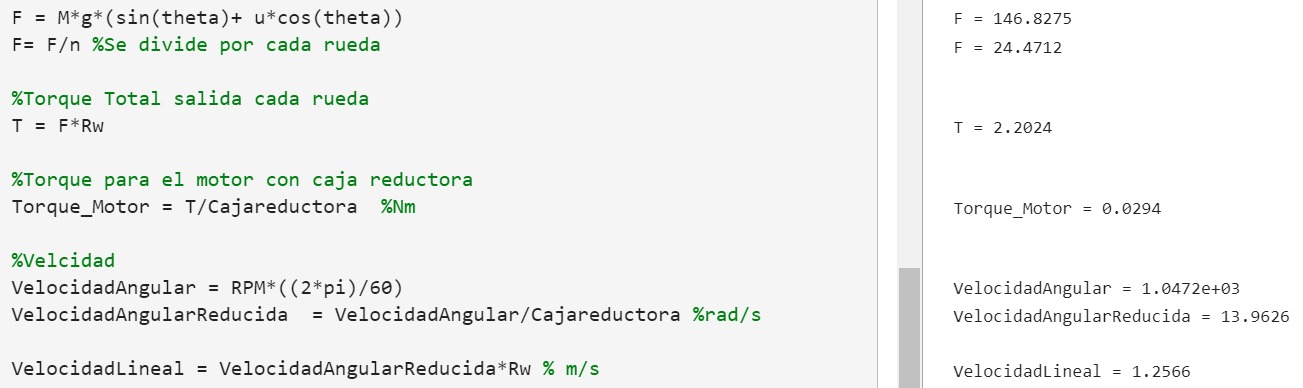 F = M*g*(sin(theta)+ u*cos(theta))
F= F/n %Se divide por cada rueda
%Torque Total salida cada rueda
T = F*Rw
%Torque para el motor con caja reductora
Torque_Motor = T/Cajareductora  %Nm
%Velcidad
VelocidadAngular = RPM*((2*pi)/60)
VelocidadAngularReducida  = VelocidadAngular/Cajareductora %rad/s
VelocidadLineal = VelocidadAngularReducida*Rw % m/s
F = 146.8275
F = 24.4712
T = 2.2024
Torque_Motor = 0.0294
VelocidadAngular = 1.0472e+03
VelocidadAngularReducida = 13.9626
VelocidadLineal = 1.2566